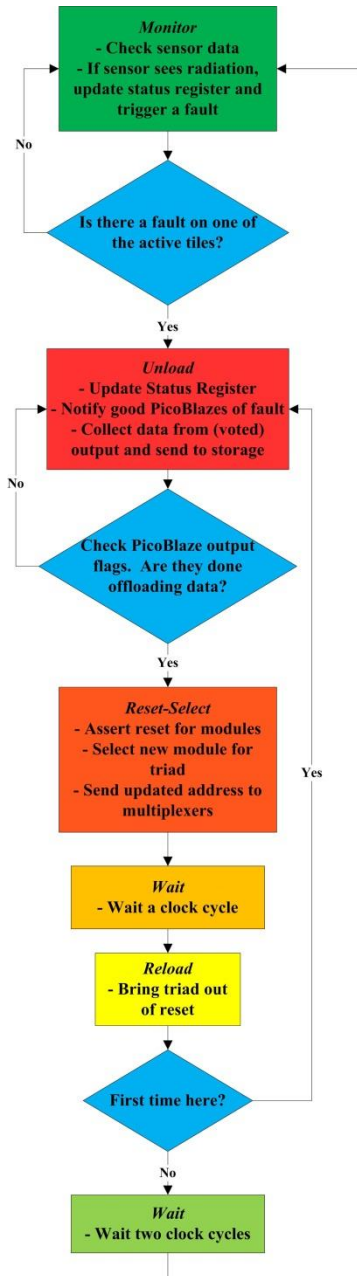 Monitor
- Check sensor data
- If sensor sees radiation,
update status register and
trigger a fault
No
Is there a fault on one of
the active tiles?
Yes
Unload
- Update Status Register
- Notify good PicoBlazes of fault
- Collect data from (voted)
output and send to storage
No
Check PicoBlaze output
flags. Are they done
offloading data?
Yes
Reset-Select
- Assert reset for modules
- Select new module for
triad
- Send updated address to
multiplexers
Yes
Wait
- Wait a clock cycle
Reload
- Bring triad out
of reset
First time here?
No
Wait
- Wait two clock cycles